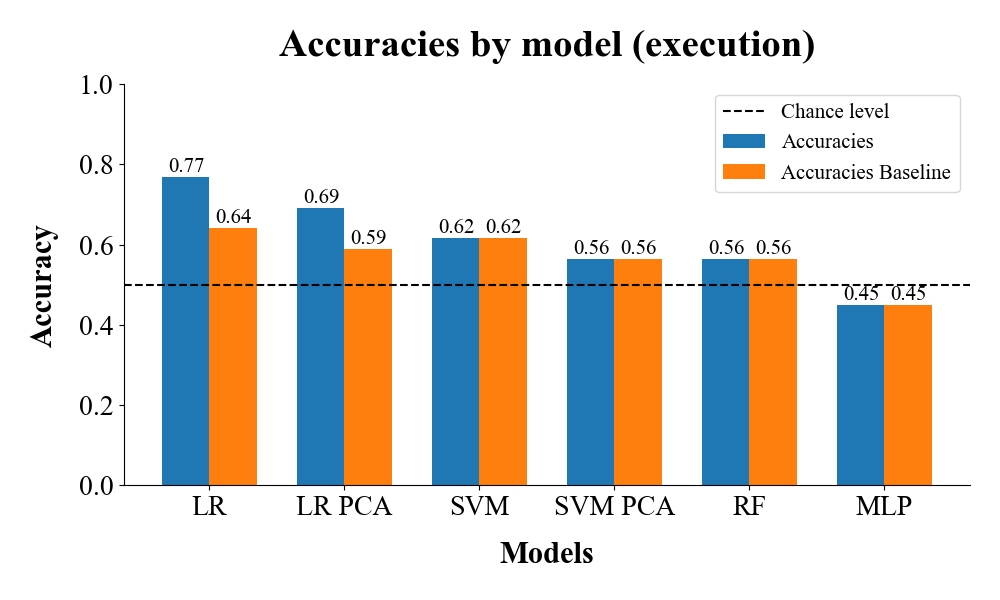 Accuracies by model (execution)
1.0
0.8
0.6
0.4
0.2
0.0
Accuracy
Chance level
Accuracies
Accuracies Baseline
0.77
0.64
0.69
0.59
0.62
0.62
0.56
0.56
0.56
0.56
0.45
0.45
LR
LR PCA
SVM
SVM PCA
RF
MLP
Models